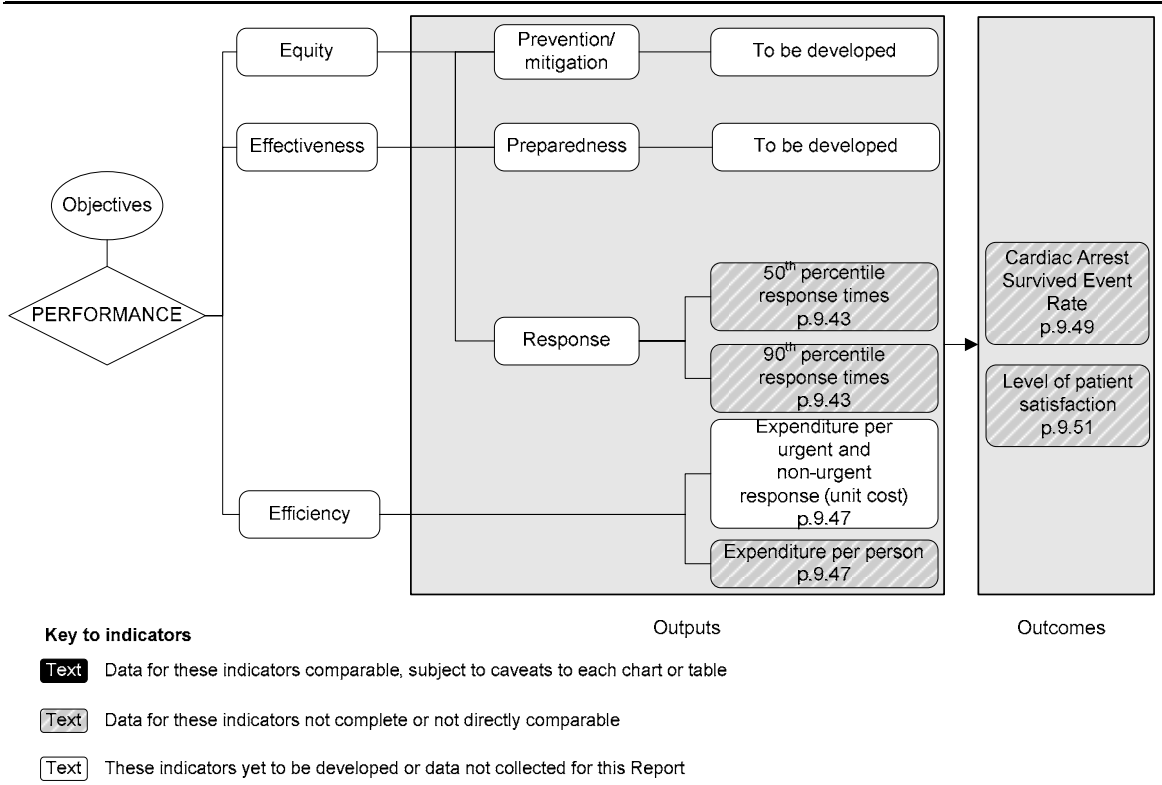 Equity
Prevention/
mitigation
To be developed
Effectiveness
Preparedness
To be developed
Objectives
PERFORMANCE
Response
50th percentile
response times
p.9.43
90th percentile
response times
p.9.43
Efficiency
Expenditure per
urgent and
non-urgent
response (unit cost)
p.9.47
Expenditure per person
p.9.47
Cardiac Arrest
Survived Event
Rate
p.9.49
Level of patient
satisfaction
p.9.51
Outputs
Outcomes
Key to indicators
Text Data for these indicators comparable, subject to caveats to each chart or table
Text Data for these indicators not complete or not directly comparable
Text These indicators yet to be developed or data not collected for this Report